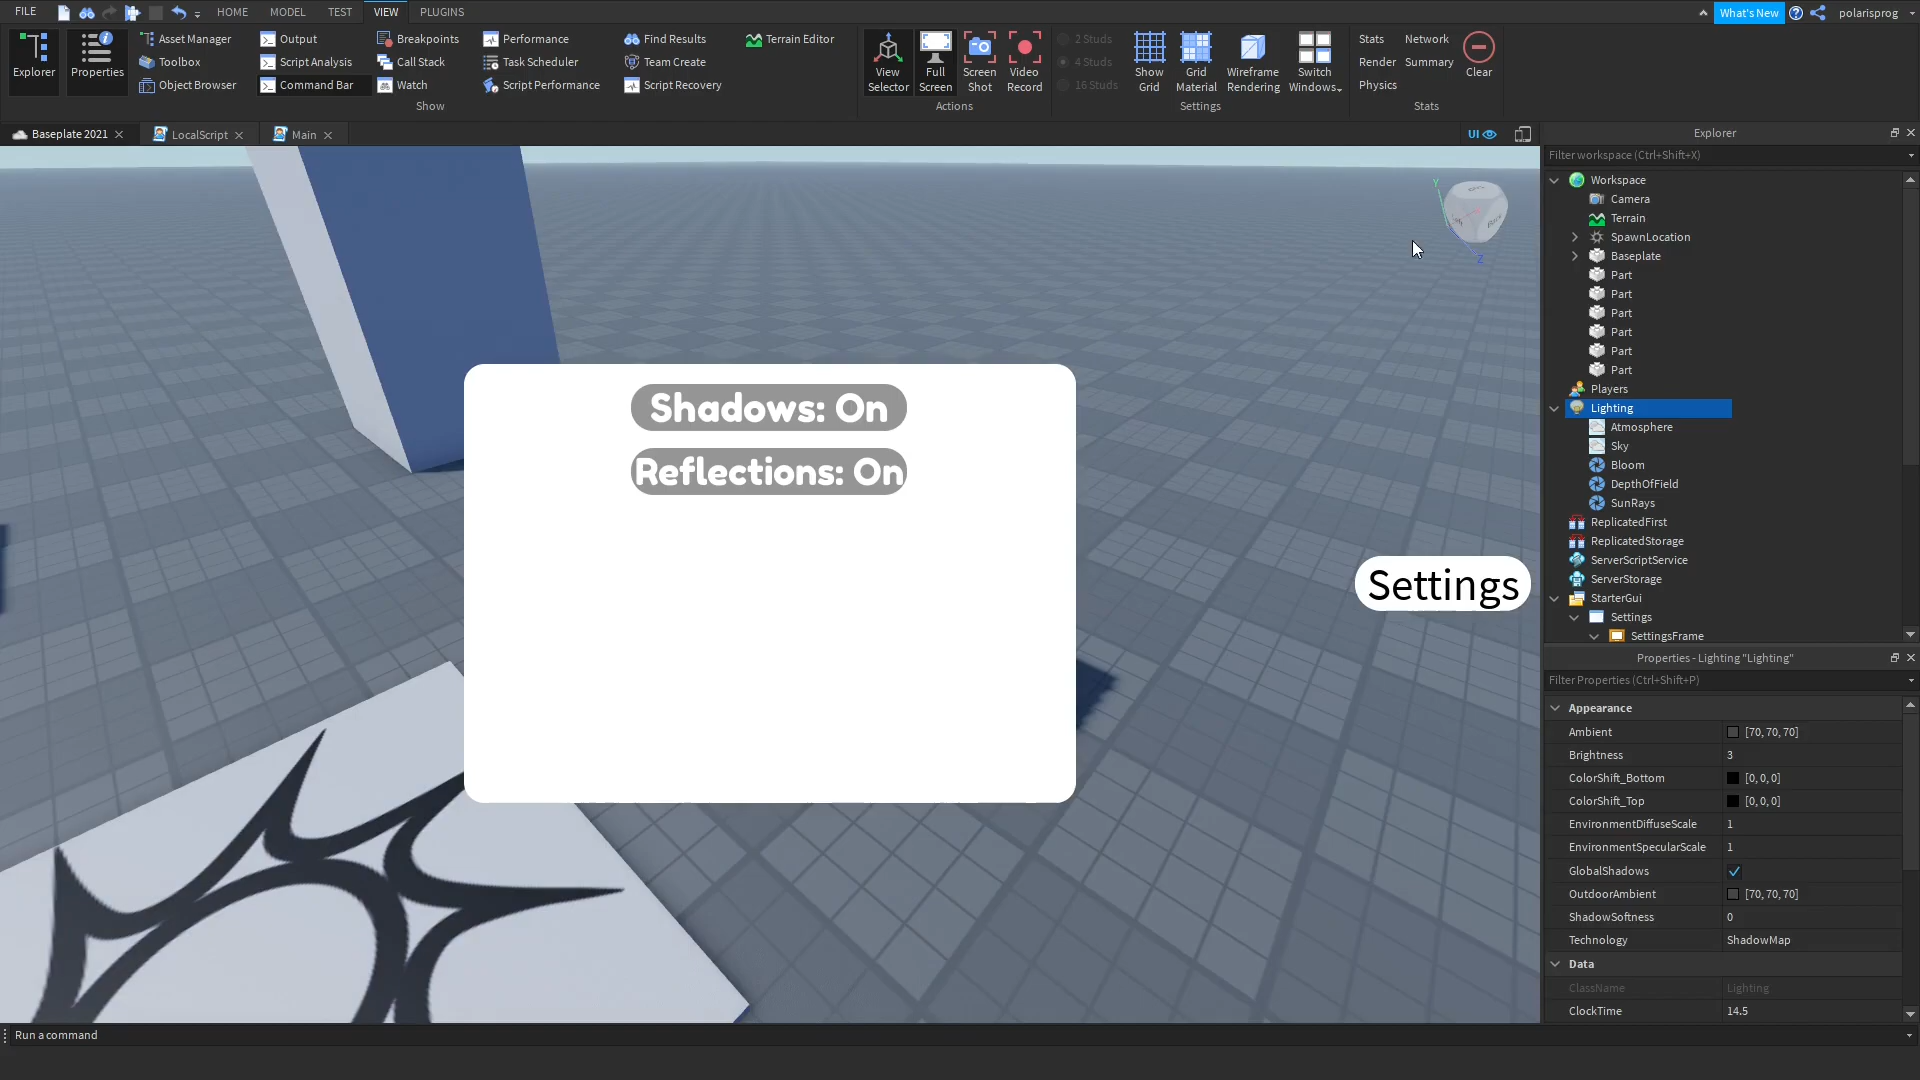 FILE HOME MODEL TEST VIEW PLUGINS What's New polarisprog
Explorer Properties
Asset Manager Output Breakpoints Performance Find Results Terrain Editor
Toolbox Script Analysis Call Stack Task Scheduler Team Create
Object Browser Command Bar Watch Script Performance Script Recovery
Show
View Selector Full Screen Screen Shot Video Record
Actions
2 Studs
4 Studs
16 Studs
Show Grid Grid Material Wireframe Rendering Switch Windows
Settings
Stats Network
Render Summary
Physics
Clear
Stats
Baseplate 2021 LocalScript Main UI
Shadows: On
Reflections: On
Settings
Y
Z
Back
Explorer
Filter workspace (Ctrl+Shift+X)
Workspace
Camera
Terrain
SpawnLocation
Baseplate
Part
Part
Part
Part
Part
Part
Players
Lighting
Atmosphere
Sky
Bloom
DepthOfField
SunRays
ReplicatedFirst
ReplicatedStorage
ServerScriptService
ServerStorage
StarterGui
Settings
SettingsFrame
Properties - Lighting "Lighting"
Filter Properties (Ctrl+Shift+P)
Appearance
Ambient [70, 70, 70]
Brightness 3
ColorShift_Bottom [0, 0, 0]
ColorShift_Top [0, 0, 0]
EnvironmentDiffuseScale 1
EnvironmentSpecularScale 1
GlobalShadows
OutdoorAmbient [70, 70, 70]
ShadowSoftness 0
Technology ShadowMap
Data
ClassName Lighting
ClockTime 14.5
Run a command